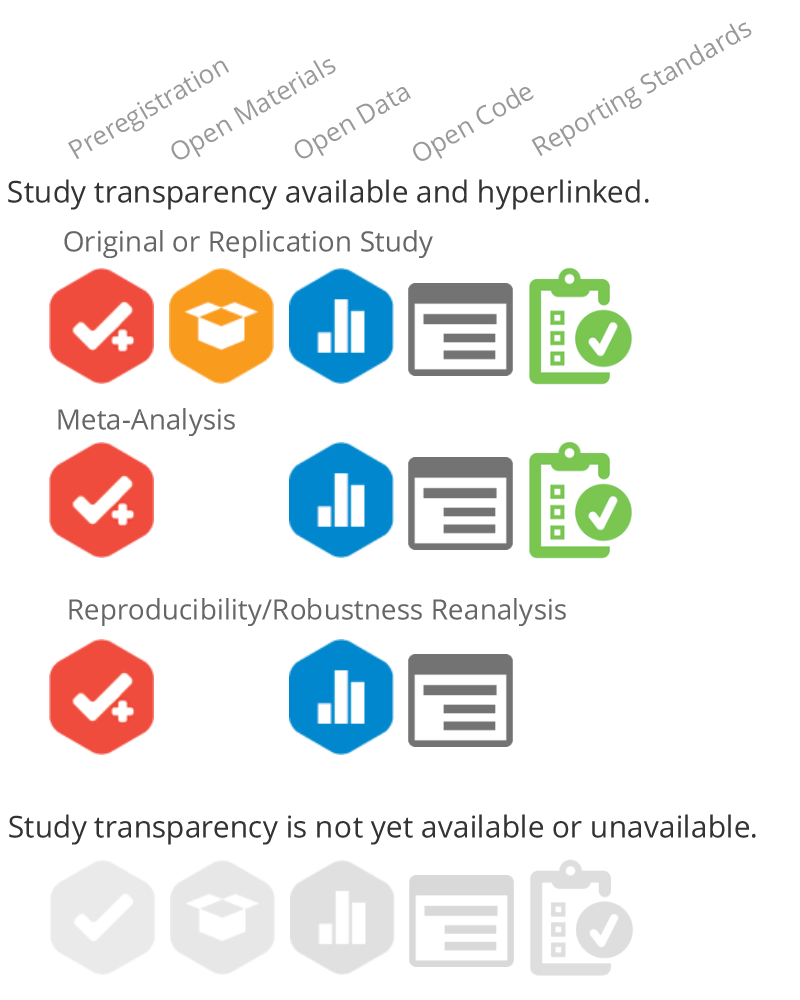 Preregistration
Open Materials
Open Data
Open Code
Reporting Standards
Study transparency available and hyperlinked.
Original or Replication Study
Meta-Analysis
Reproducibility/Robustness Reanalysis
Study transparency is not yet available or unavailable.